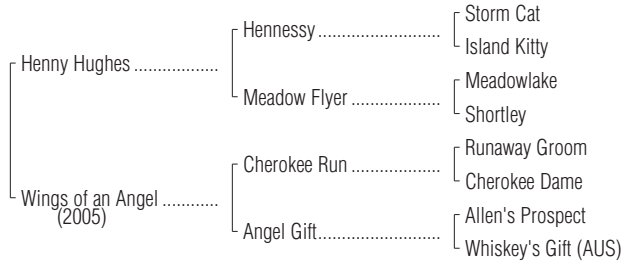 Storm Cat
Hennessy ..........................
Island Kitty
Henny Hughes ..................
Meadowlake
Meadow Flyer ...................
Shortley
Runaway Groom
Cherokee Run ...................
Cherokee Dame
Wings of an Angel ............
(2005)
Allen's Prospect
Angel Gift..........................
Whiskey's Gift (AUS)